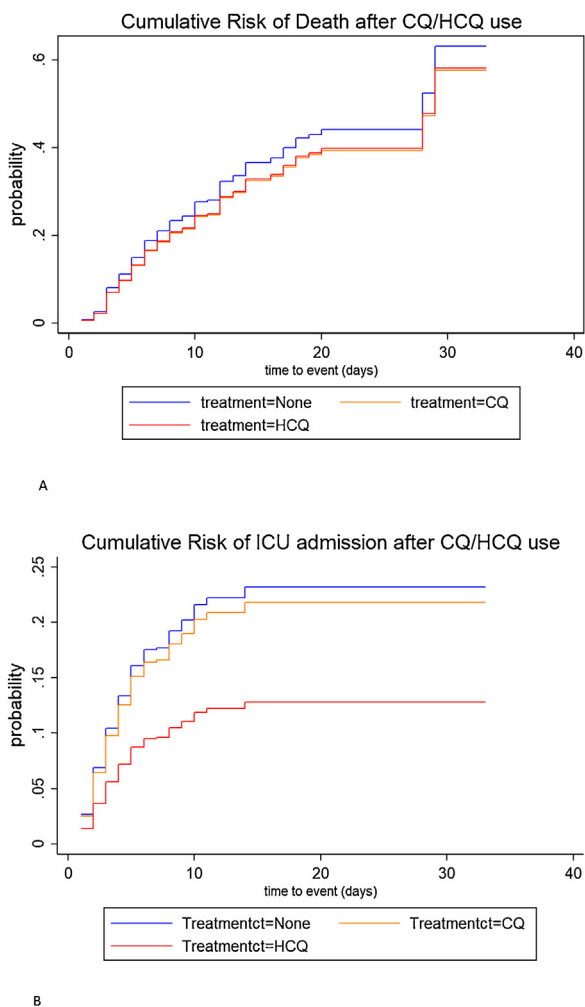 Cumulative Risk of Death after CQ/HCQ use
probability
.6
.4
.2
0
0 10 20 30 40
time to event (days)
treatment=None treatment=CQ
treatment=HCQ
A
Cumulative Risk of ICU admission after CQ/HCQ use
probability
.25
.2
.15
.1
.05
0
0 10 20 30 40
time to event (days)
Treatmentct=None Treatmentct=CQ
Treatmentct=HCQ
B